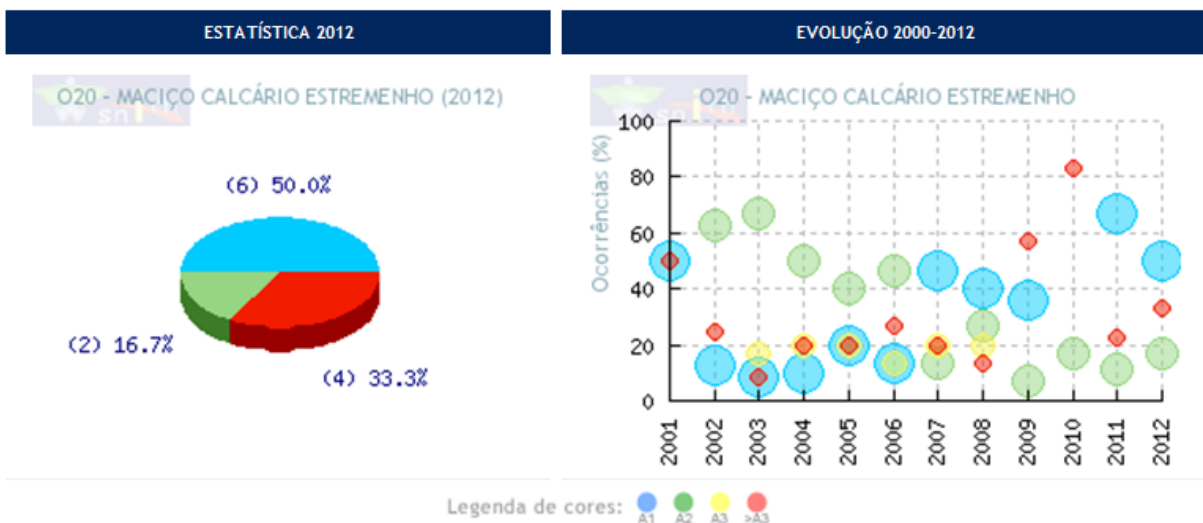 ESTATÍSTICA 2012
O20 - MACIÇO CALCÁRIO ESTREMENHO (2012)
(6) 50.0%
(2) 16.7%
(4) 33.3%
EVOLUÇÃO 2000-2012
O20 - MACIÇO CALCÁRIO ESTREMENHO
Ocorrências (%)
100
80
60
40
20
0
2001 2002 2003 2004 2005 2006 2007 2008 2009 2010 2011 2012
Legenda de cores:
A1 A2 A3 >A3